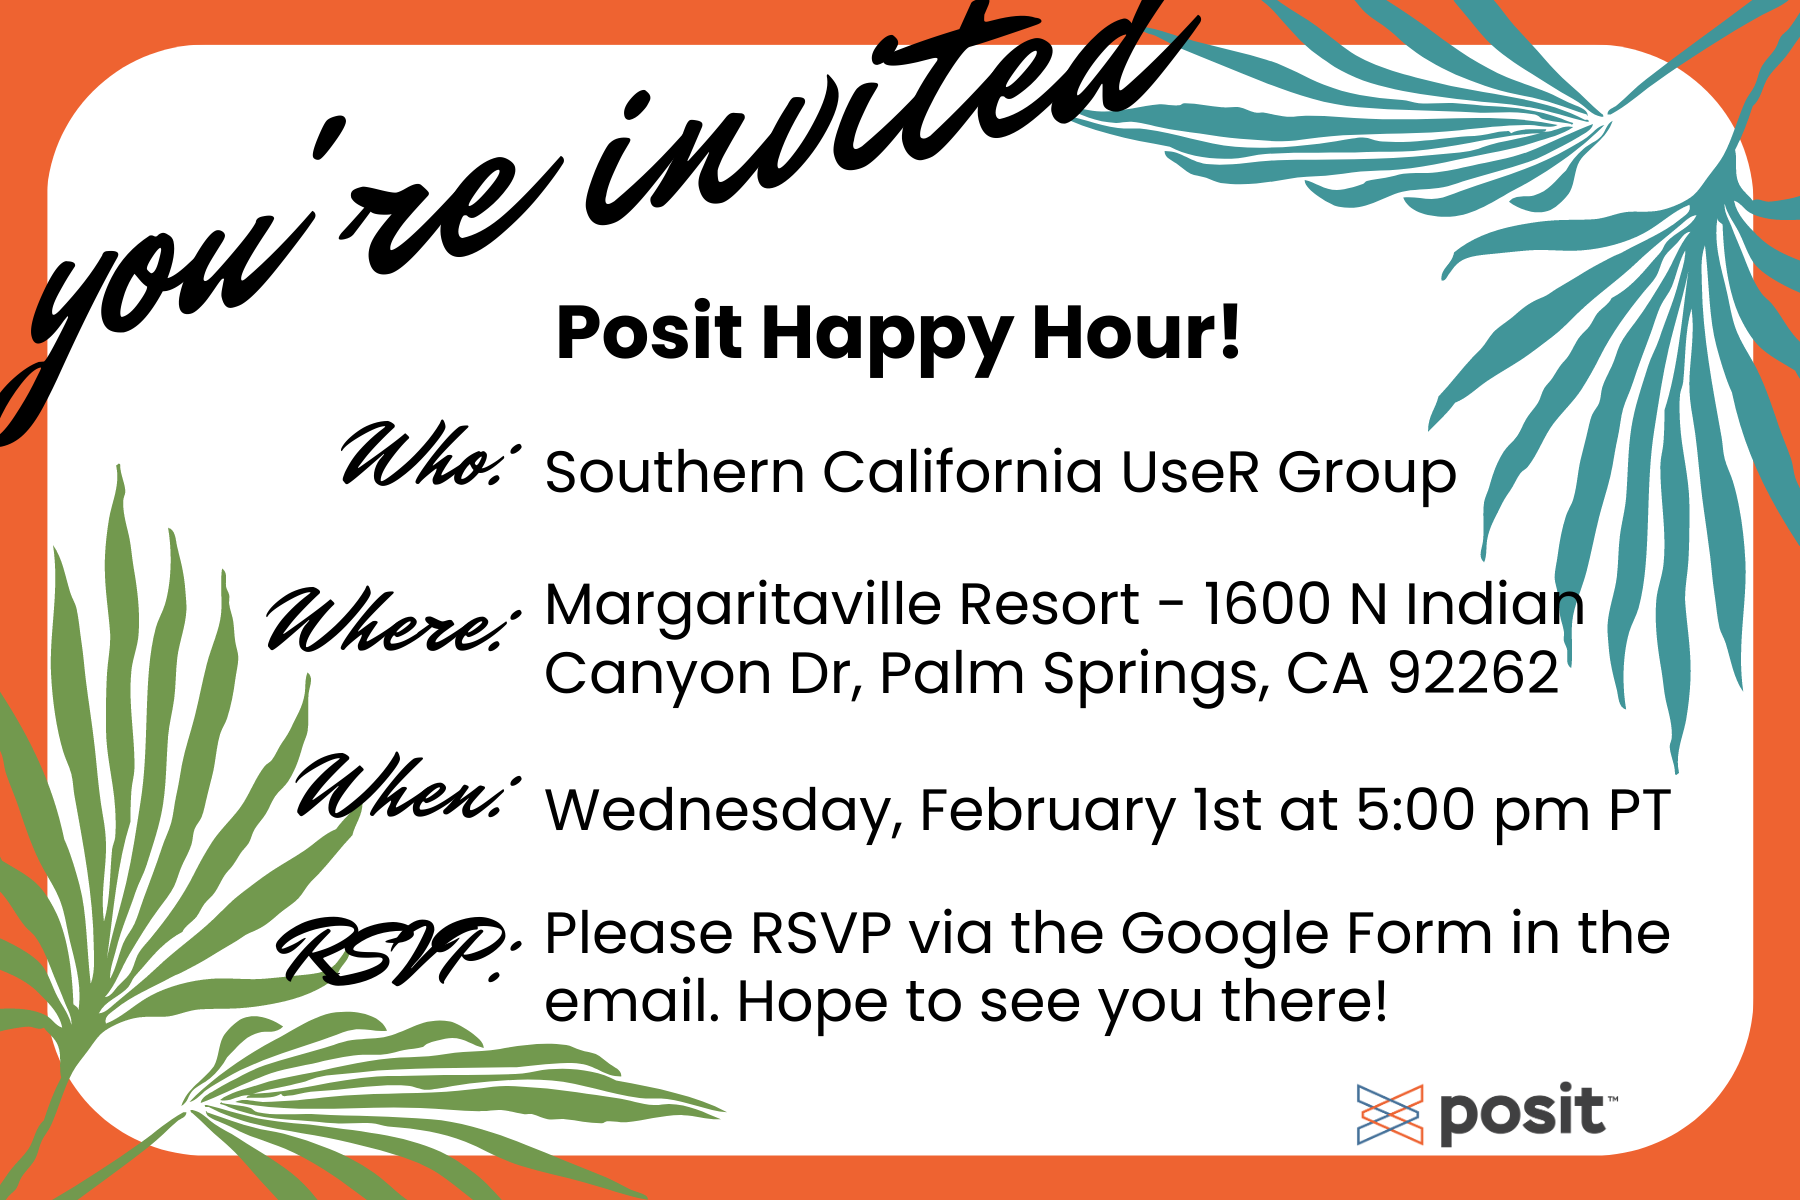 you're invited
Posit Happy Hour!
Who: Southern California UseR Group
Where: Margaritaville Resort - 1600 N Indian
Canyon Dr, Palm Springs, CA 92262
When: Wednesday, February 1st at 5:00 pm PT
RSVP: Please RSVP via the Google Form in the
email. Hope to see you there!
posit™